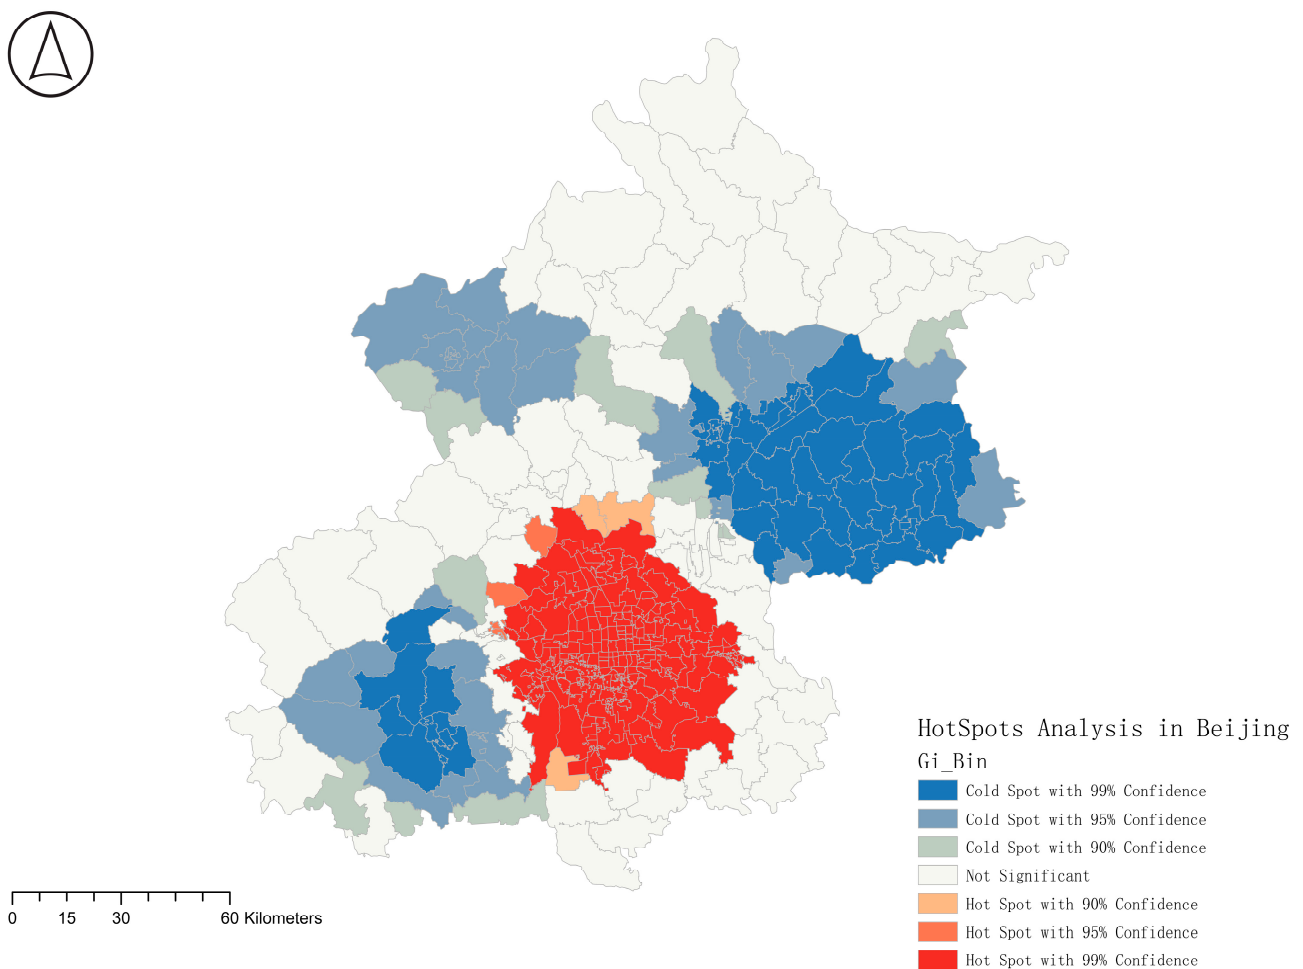 HotSpots Analysis in Beijing
Gi_Bin
Cold Spot with 99% Confidence
Cold Spot with 95% Confidence
Cold Spot with 90% Confidence
Not Significant
Hot Spot with 90% Confidence
Hot Spot with 95% Confidence
Hot Spot with 99% Confidence
0 15 30 60 Kilometers